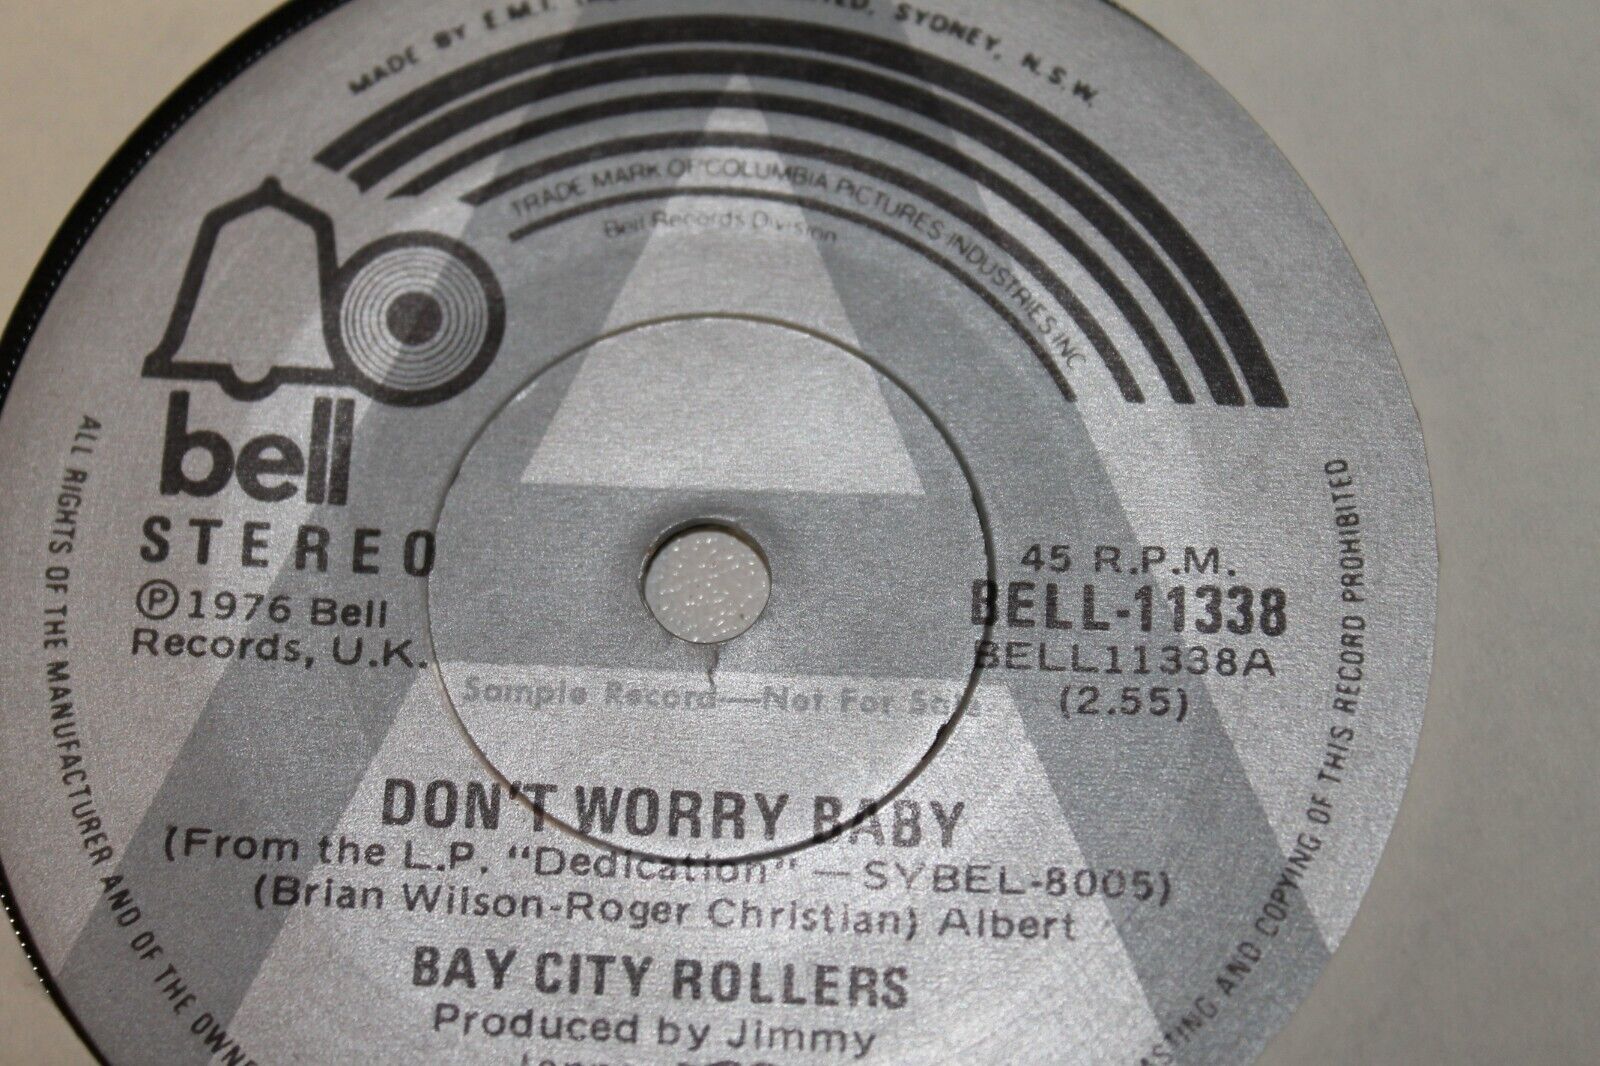 MADE BY E.M.I. SYDNEY, N.S.W.
TRADE MARK OF COLUMBIA PICTURES INDUSTRIES INC
Bell Records Division
bell
STEREO
℗ 1976 Bell
Records, U.K.
45 R.P.M.
BELL-11338
BELL11338A
(2.55)
Sample Record—Not For Sale
DON'T WORRY BABY
(From the L.P. "Dedication" — SYBEL-8005)
(Brian Wilson-Roger Christian) Albert
BAY CITY ROLLERS
Produced by Jimmy
ALL RIGHTS OF THE MANUFACTURER AND OF THE
AND COPYING OF THIS RECORD PROHIBITED